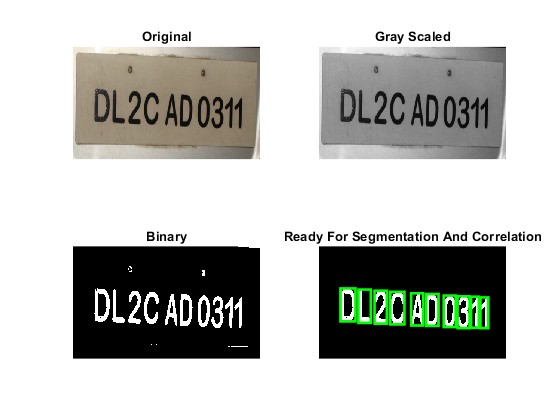 Original
DL2C AD 0311
Gray Scaled
DL2C AD 0311
Binary
DL2C AD 0311
Ready For Segmentation And Correlation
DL2C AD 0311